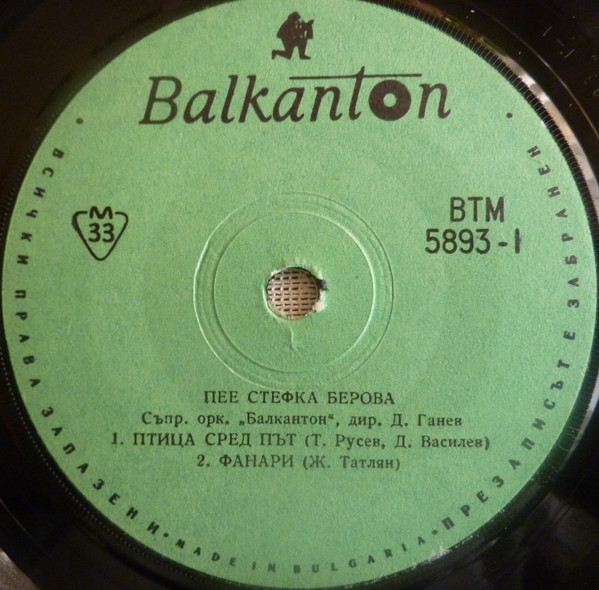 Balkanton
М
33
ВТМ
5893-I
ПЕЕ СТЕФКА БЕРОВА
Съпр. орк. „Балкантон“, дир. Д. Ганев
1. ПТИЦА СРЕД ПЪТ (Т. Русев, Д. Василев)
2. ФАНАРИ (Ж. Татлян)
• ВСИЧКИ ПРАВА ЗАПАЗЕНИ • MADE IN BULGARIA • ПРЕЗАПИСЪТ Е ЗАБРАНЕН •